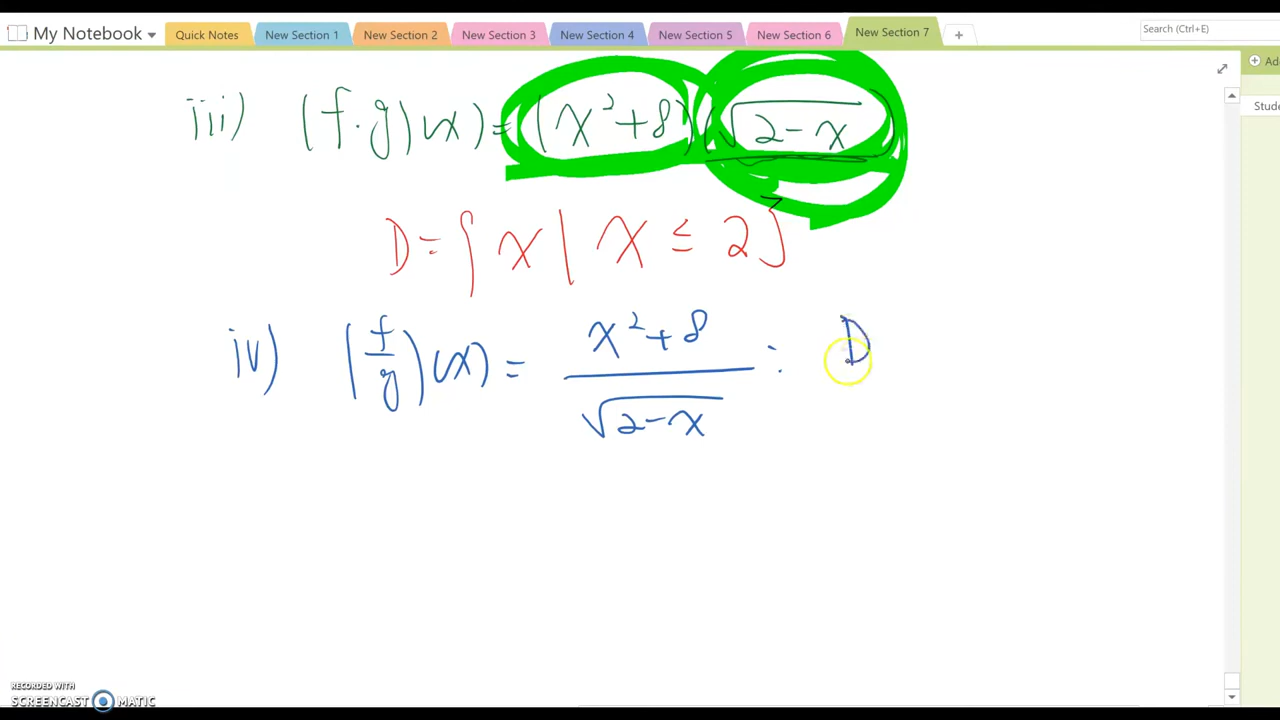 My Notebook
Quick Notes
New Section 1
New Section 2
New Section 3
New Section 4
New Section 5
New Section 6
New Section 7
Search (Ctrl+E)
Ad
Stude
iii) (f·g)(x) = (x²+8)(√(2-x))
D = {x | x ≤ 2}
iv) (f/g)(x) = (x²+8)/√(2-x) : D
RECORDED WITH
SCREENCAST MATIC